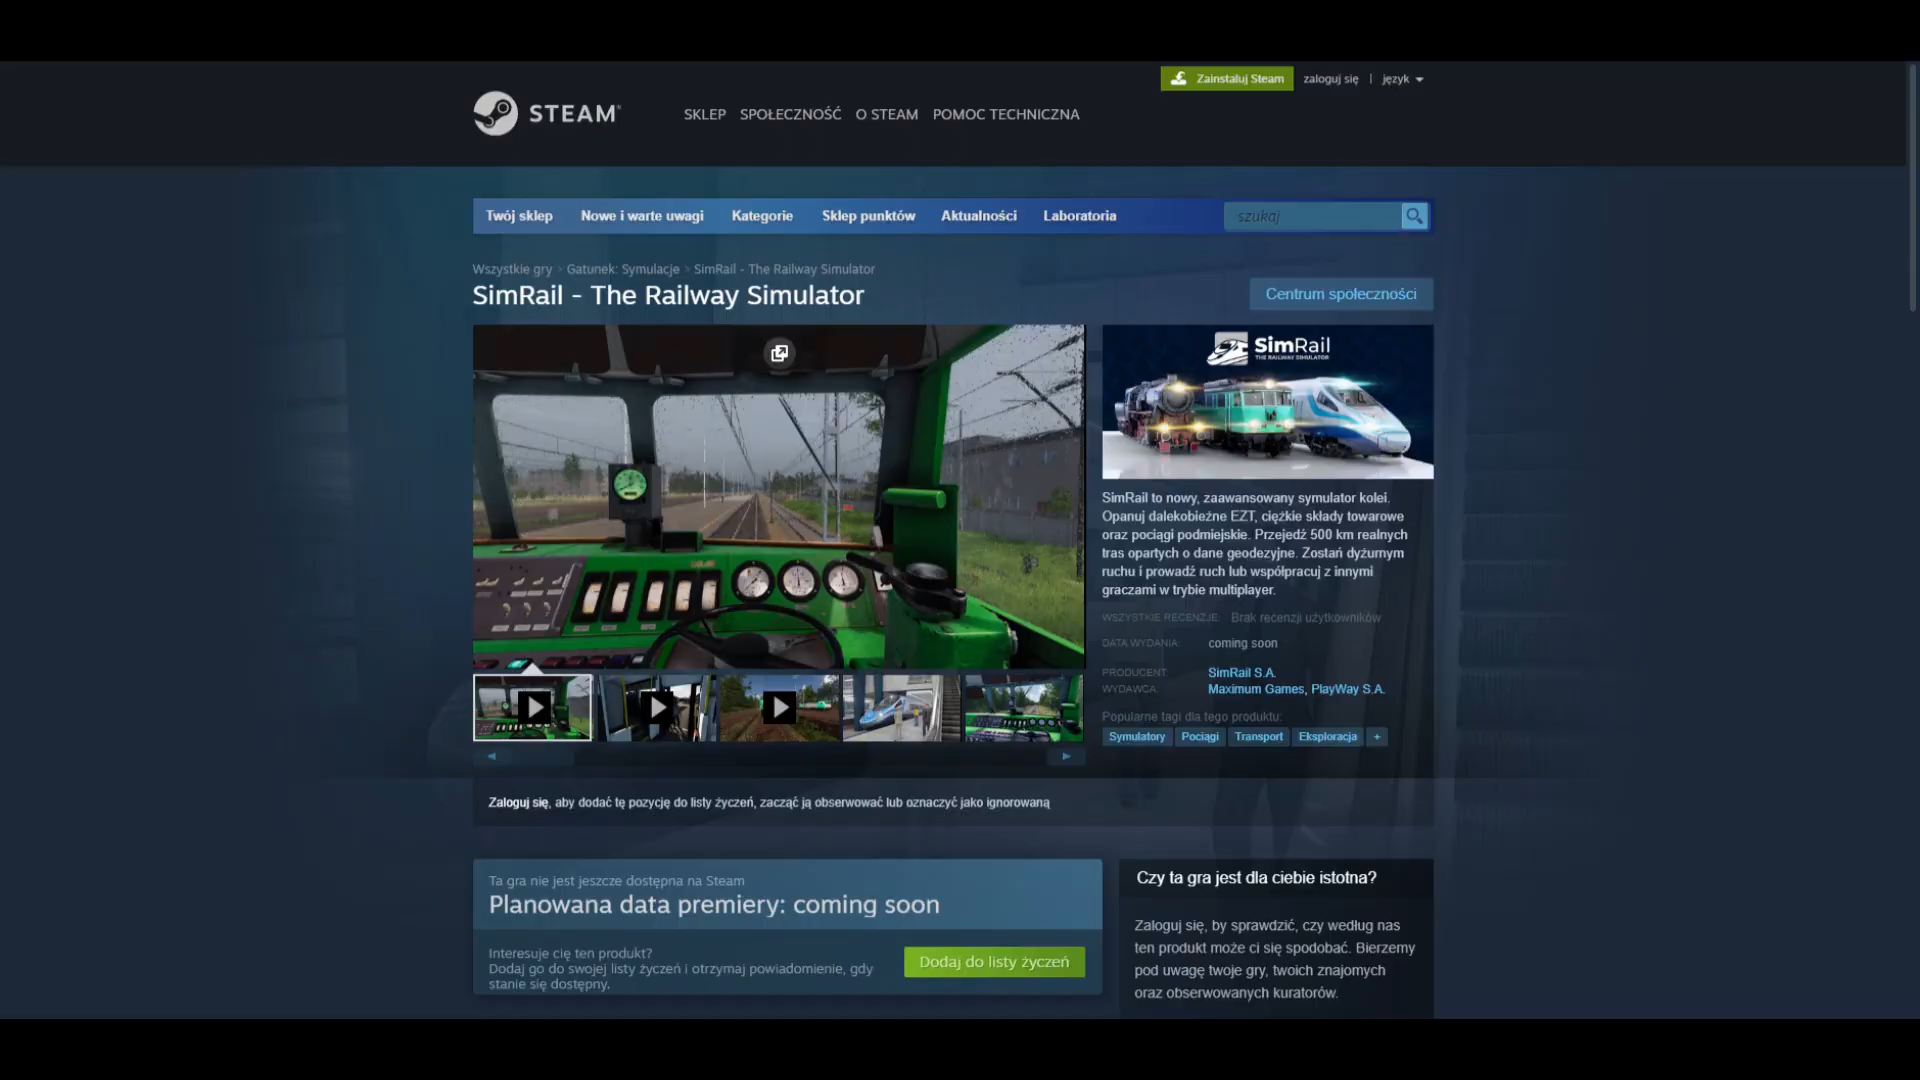 Zainstaluj Steam zaloguj się | język
STEAM® SKLEP SPOŁECZNOŚĆ O STEAM POMOC TECHNICZNA
Twój sklep Nowe i warte uwagi Kategorie Sklep punktów Aktualności Laboratoria szukaj
Wszystkie gry > Gatunek: Symulacje > SimRail - The Railway Simulator
SimRail - The Railway Simulator
Centrum społeczności
SimRail
THE RAILWAY SIMULATOR
SimRail to nowy, zaawansowany symulator kolei.
Opanuj dalekobieżne EZT, ciężkie składy towarowe
oraz pociągi podmiejskie. Przejedź 500 km realnych
tras opartych o dane geodezyjne. Zostań dyżurnym
ruchu i prowadź ruch lub współpracuj z innymi
graczami w trybie multiplayer.
WSZYSTKIE RECENZJE: Brak recenzji użytkowników
DATA WYDANIA: coming soon
PRODUCENT: SimRail S.A.
WYDAWCA: Maximum Games, PlayWay S.A.
Popularne tagi dla tego produktu:
Symulatory Pociągi Transport Eksploracja +
Zaloguj się, aby dodać tę pozycję do listy życzeń, zacząć ją obserwować lub oznaczyć jako ignorowaną
Ta gra nie jest jeszcze dostępna na Steam
Planowana data premiery: coming soon
Interesuje cię ten produkt?
Dodaj go do swojej listy życzeń i otrzymaj powiadomienie, gdy
stanie się dostępny.
Dodaj do listy życzeń
Czy ta gra jest dla ciebie istotna?
Zaloguj się, by sprawdzić, czy według nas
ten produkt może ci się spodobać. Bierzemy
pod uwagę twoje gry, twoich znajomych
oraz obserwowanych kuratorów.